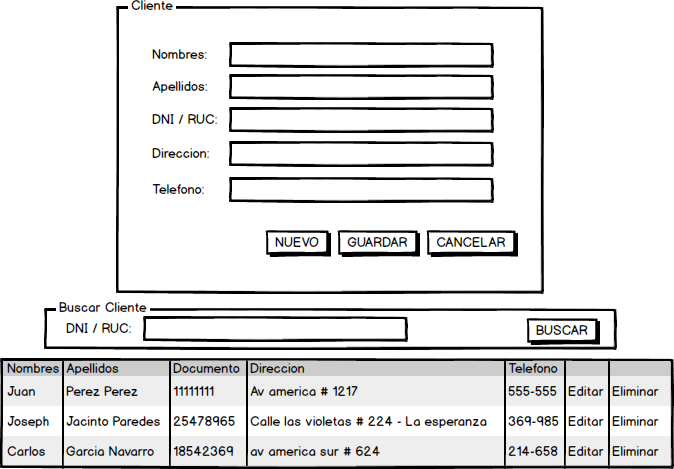 Cliente
Nombres:
Apellidos:
DNI / RUC:
Direccion:
Telefono:
NUEVO GUARDAR CANCELAR
Buscar Cliente
DNI / RUC: BUSCAR
Nombres Apellidos Documento Direccion Telefono
Juan Perez Perez 11111111 Av america # 1217 555-555 Editar Eliminar
Joseph Jacinto Paredes 25478965 Calle las violetas # 224 - La esperanza 369-985 Editar Eliminar
Carlos Garcia Navarro 18542369 av america sur # 624 214-658 Editar Eliminar